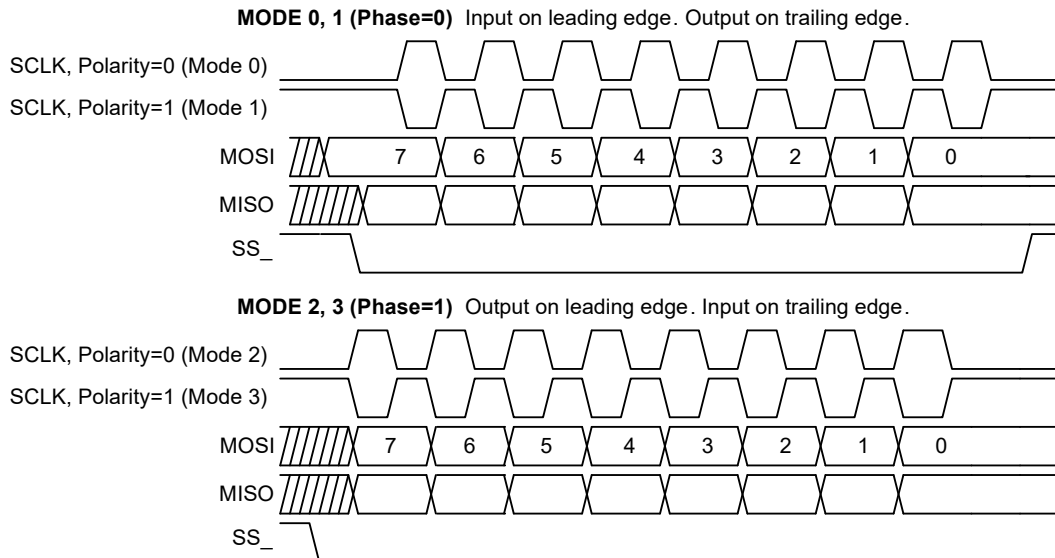 MODE 0, 1 (Phase=0) Input on leading edge. Output on trailing edge.
SCLK, Polarity=0 (Mode 0)
SCLK, Polarity=1 (Mode 1)
MOSI 7 6 5 4 3 2 1 0
MISO
SS_
MODE 2, 3 (Phase=1) Output on leading edge. Input on trailing edge.
SCLK, Polarity=0 (Mode 2)
SCLK, Polarity=1 (Mode 3)
MOSI 7 6 5 4 3 2 1 0
MISO
SS_